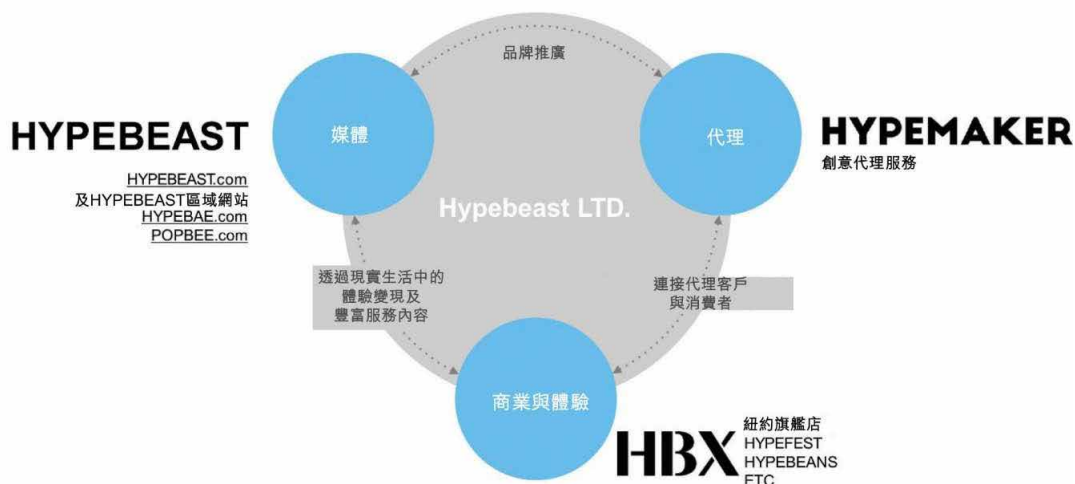 品牌推廣
媒體
代理
HYPEBEAST
HYPEMAKER
創意代理服務
HYPEBEAST.com
及HYPEBEAST區域網站
HYPEBAE.com
POPBEE.com
Hypebeast LTD.
透過現實生活中的
體驗變現及
豐富服務內容
連接代理客戶
與消費者
商業與體驗
HBX
紐約旗艦店
HYPEFEST
HYPEBEANS
ETC